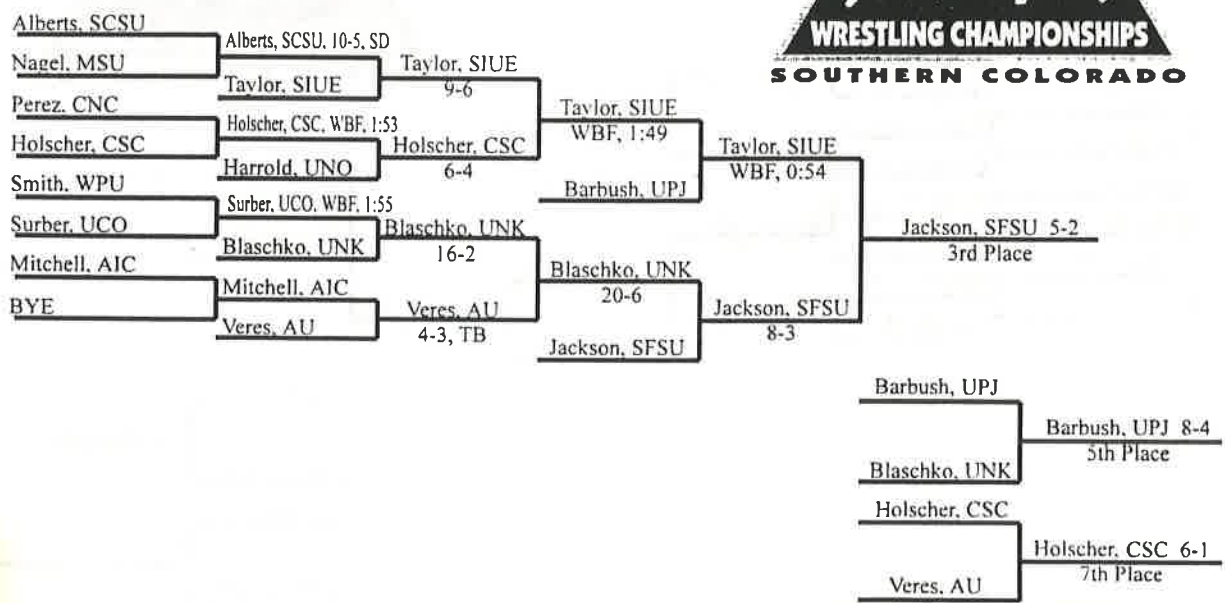 WRESTLING CHAMPIONSHIPS
SOUTHERN COLORADO
Alberts, SCSU
Nagel, MSU
Perez, CNC
Holscher, CSC
Smith, WPU
Surber, UCO
Mitchell, AIC
BYE
Alberts, SCSU, 10-5, SD
Taylor, SIUE
Holscher, CSC, WBF, 1:53
Harrold, UNO
Surber, UCO, WBF, 1:55
Blaschko, UNK
Mitchell, AIC
Veres, AU
Taylor, SIUE
9-6
Holscher, CSC
6-4
Blaschko, UNK
16-2
Veres, AU
4-3, TB
Taylor, SIUE
WBF, 1:49
Barbush, UPJ
Blaschko, UNK
20-6
Jackson, SFSU
Taylor, SIUE
WBF, 0:54
Jackson, SFSU
8-3
Jackson, SFSU 5-2
3rd Place
Barbush, UPJ
Blaschko, UNK
Barbush, UPJ 8-4
5th Place
Holscher, CSC
Veres, AU
Holscher, CSC 6-1
7th Place